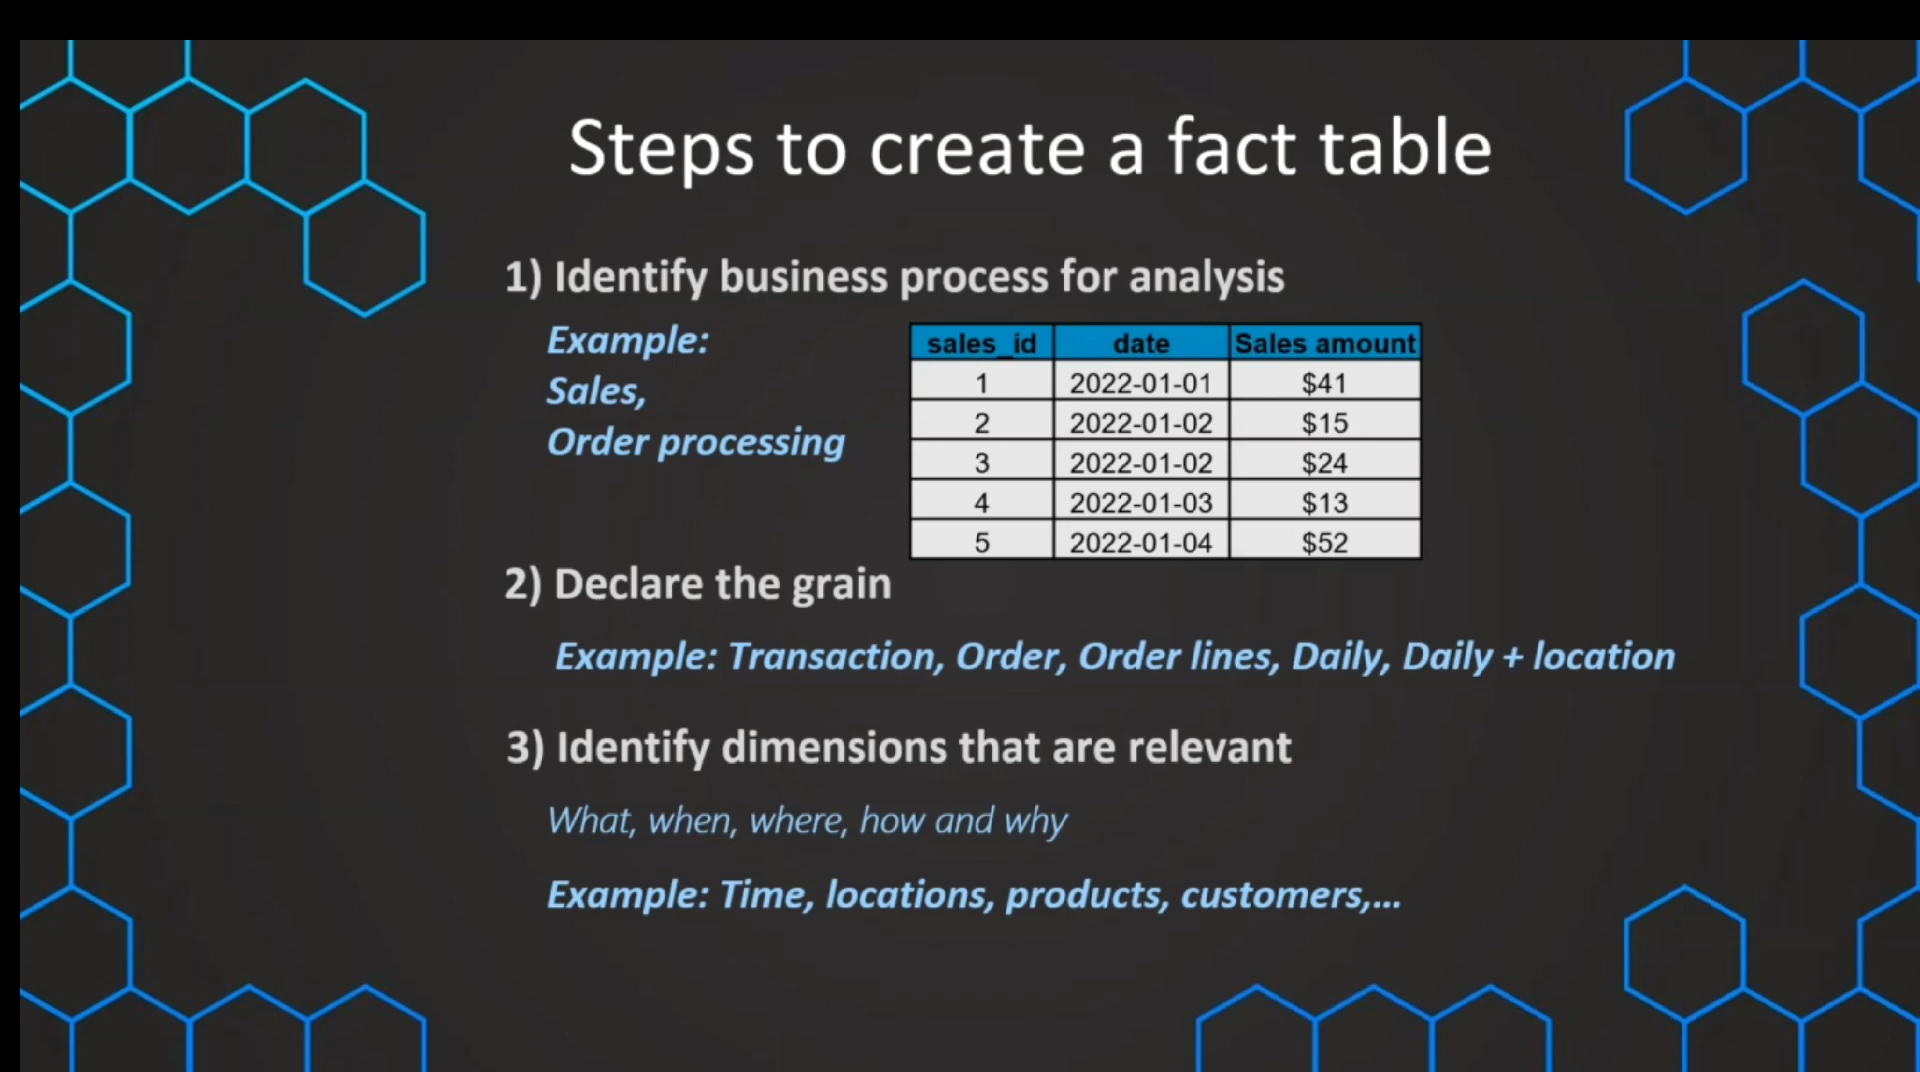 Steps to create a fact table
1) Identify business process for analysis
Example:
Sales,
Order processing
sales_id date Sales amount
1 2022-01-01 $41
2 2022-01-02 $15
3 2022-01-02 $24
4 2022-01-03 $13
5 2022-01-04 $52
2) Declare the grain
Example: Transaction, Order, Order lines, Daily, Daily + location
3) Identify dimensions that are relevant
What, when, where, how and why
Example: Time, locations, products, customers,...